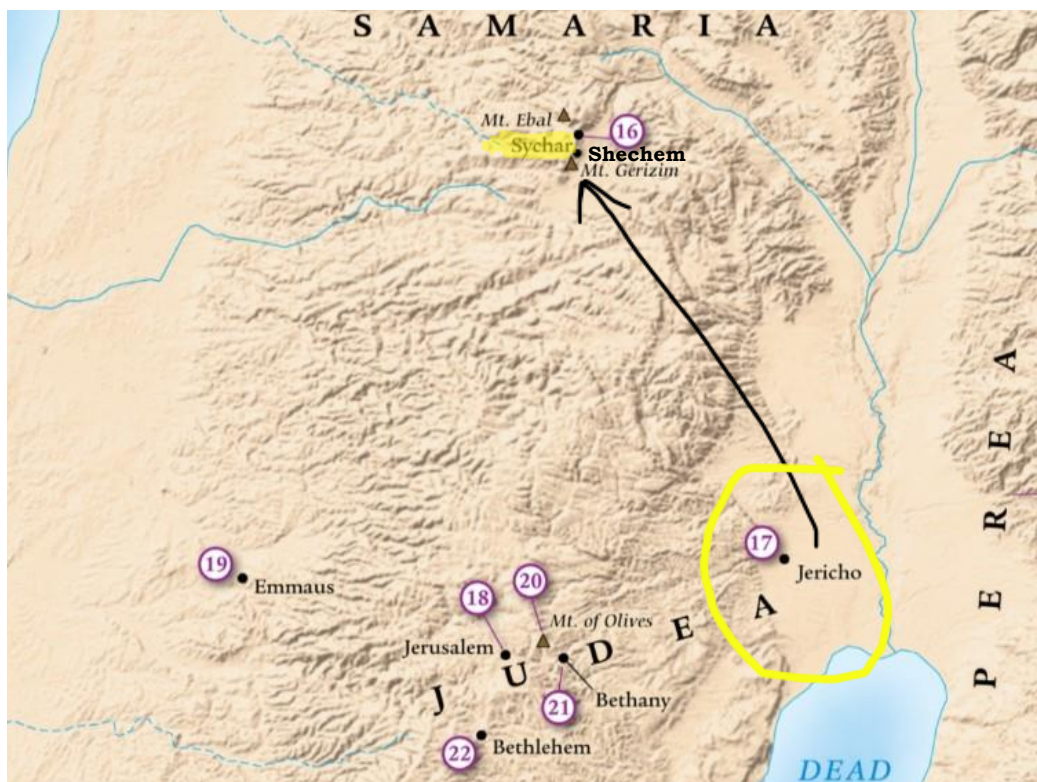 S A M A R I A
Mt. Ebal
16
Sychar
Shechem
Mt. Gerizim
P E R E A
17
Jericho
19
Emmaus
20
18
Mt. of Olives
Jerusalem
J U D E A
Bethany
21
22
Bethlehem
DEAD